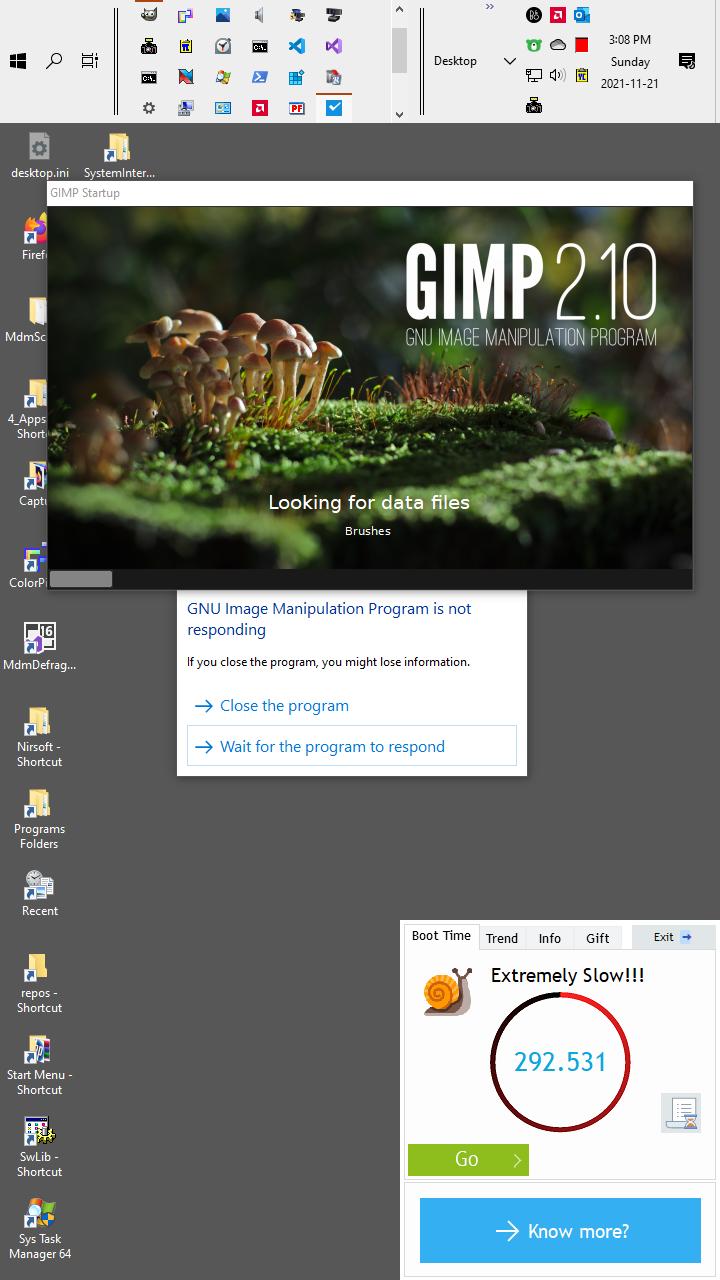 Desktop
3:08 PM
Sunday
2021-11-21
desktop.ini
SystemInter...
GIMP Startup
Firef
MdmSc
4_Apps
Shortc
Captu
ColorPi
GIMP 2.10
GNU IMAGE MANIPULATION PROGRAM
Looking for data files
Brushes
GNU Image Manipulation Program is not
responding
If you close the program, you might lose information.
Close the program
Wait for the program to respond
16
MdmDefrag...
Nirsoft -
Shortcut
Programs
Folders
Recent
repos -
Shortcut
Start Menu -
Shortcut
SwLib -
Shortcut
Sys Task
Manager 64
Boot Time
Trend
Info
Gift
Exit
Extremely Slow!!!
292.531
Go
Know more?